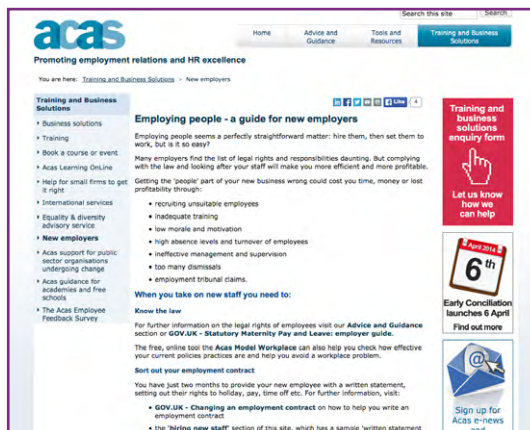 Search this site Search
acas
Home
Advice and
Guidance
Tools and
Resources
Training and Business
Solutions
Promoting employment relations and HR excellence
You are here: Training and Business Solutions > New employers
Training and Business
Solutions
Business solutions
Training
Book a course or event
Acas Learning OnLine
Help for small firms to get
it right
International services
Equality & diversity
advisory service
New employers
Acas support for public
sector organisations
undergoing change
Acas guidance for
academies and free
schools
The Acas Employee
Feedback Survey
Like 4
Employing people - a guide for new employers
Employing people seems a perfectly straightforward matter: hire them, then set them to
work, but is it so easy?
Many employers find the list of legal rights and responsibilities daunting. But complying
with the law and looking after your staff will make you more efficient and more profitable.
Getting the 'people' part of your new business wrong could cost you time, money or lost
profitability through:
• recruiting unsuitable employees
• inadequate training
• low morale and motivation
• high absence levels and turnover of employees
• ineffective management and supervision
• too many dismissals
• employment tribunal claims.
When you take on new staff you need to:
Know the law
For further information on the legal rights of employees visit our Advice and Guidance
section or GOV.UK - Statutory Maternity Pay and Leave: employer guide.
The free, online tool the Acas Model Workplace can also help you check how effective
your current policies practices are and help you avoid a workplace problem.
Sort out your employment contract
You have just two months to provide your new employee with a written statement,
setting out their rights to holiday, pay, time off etc. For further information, visit:
• GOV.UK - Changing an employment contract on how to help you write an
employment contract
• the 'hiring new staff' section of this site, which has a sample 'written statement
Training and
business
solutions
enquiry form
Let us know
how we
can help
April 2014
6th
Early Conciliation
launches 6 April
Find out more
@
Sign up for
Acas e-news
and